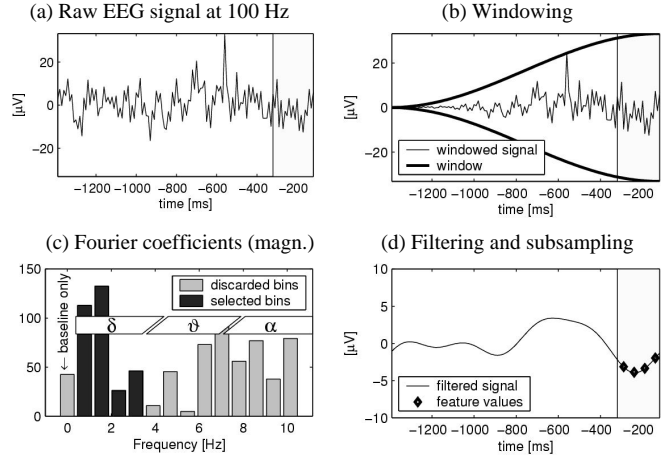 (a) Raw EEG signal at 100 Hz
(b) Windowing
20
0
−20
[μV]
−1200 −1000 −800 −600 −400 −200
time [ms]
20
0
−20
[μV]
windowed signal
window
−1200 −1000 −800 −600 −400 −200
time [ms]
(c) Fourier coefficients (magn.)
(d) Filtering and subsampling
150
100
50
0
← baseline only
discarded bins
selected bins
δ ϑ α
0 2 4 6 8 10
Frequency [Hz]
10
5
0
−5
−10
[μV]
filtered signal
feature values
−1200 −1000 −800 −600 −400 −200
time [ms]